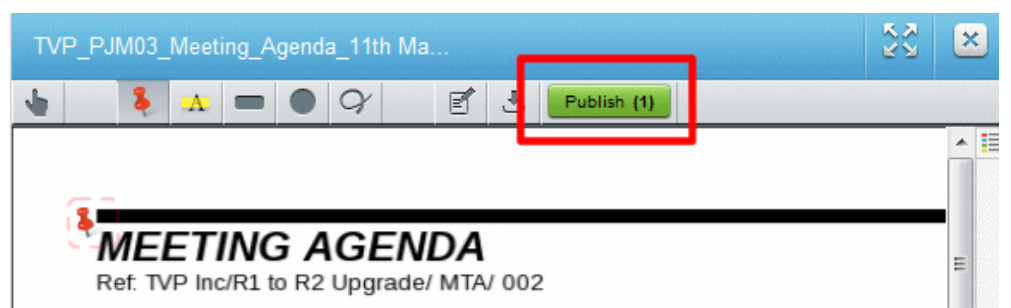 TVP_PJM03_Meeting_Agenda_11th Ma...
A
Publish (1)
MEETING AGENDA
Ref: TVP Inc/R1 to R2 Upgrade/ MTA/ 002